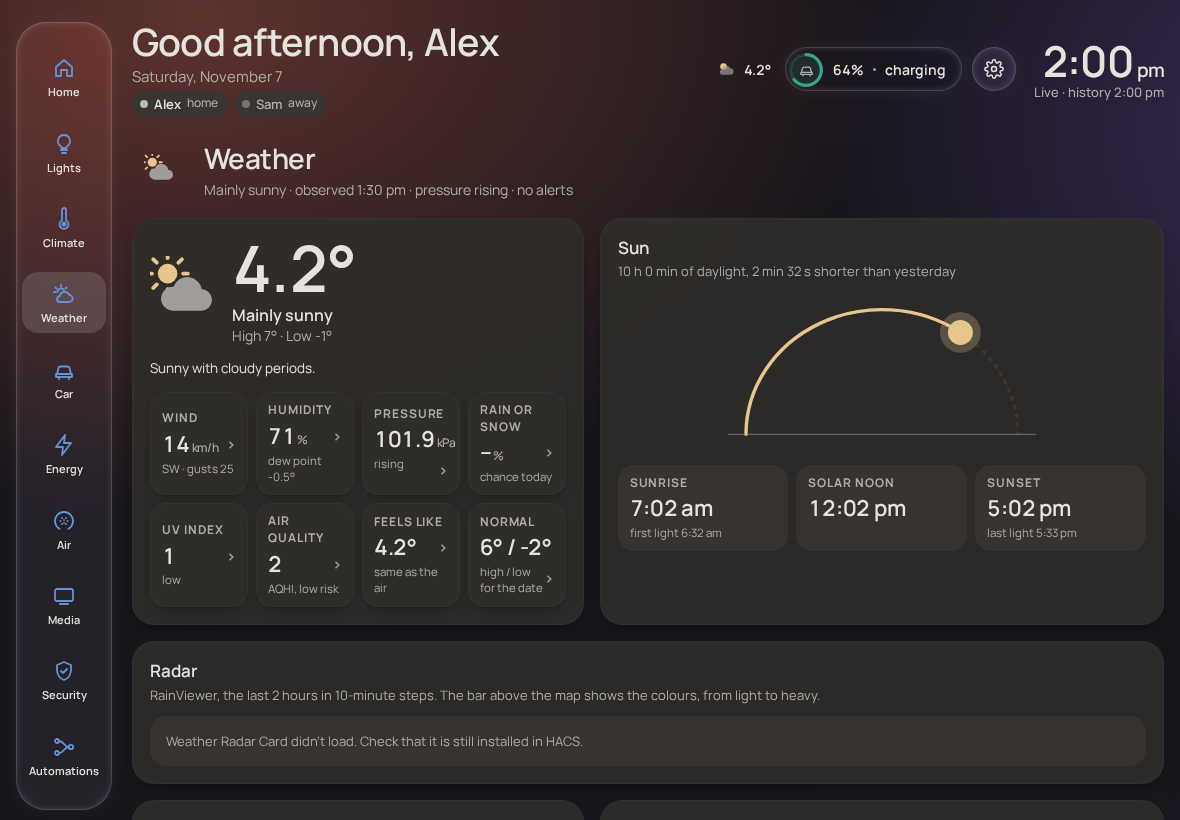 Good afternoon, Alex
Saturday, November 7
Alex home
Sam away
4.2°
64% · charging
2:00 pm
Live · history 2:00 pm
Home
Lights
Climate
Weather
Car
Energy
Air
Media
Security
Automations
Weather
Mainly sunny · observed 1:30 pm · pressure rising · no alerts
4.2°
Mainly sunny
High 7° · Low -1°
Sunny with cloudy periods.
WIND
14 km/h
SW · gusts 25
HUMIDITY
71 %
dew point
-0.5°
PRESSURE
101.9 kPa
rising
RAIN OR
SNOW
–%
chance today
UV INDEX
1
low
AIR
QUALITY
2
AQHI, low risk
FEELS LIKE
4.2°
same as the
air
NORMAL
6° / -2°
high / low
for the date
Sun
10 h 0 min of daylight, 2 min 32 s shorter than yesterday
SUNRISE
7:02 am
first light 6:32 am
SOLAR NOON
12:02 pm
SUNSET
5:02 pm
last light 5:33 pm
Radar
RainViewer, the last 2 hours in 10-minute steps. The bar above the map shows the colours, from light to heavy.
Weather Radar Card didn't load. Check that it is still installed in HACS.